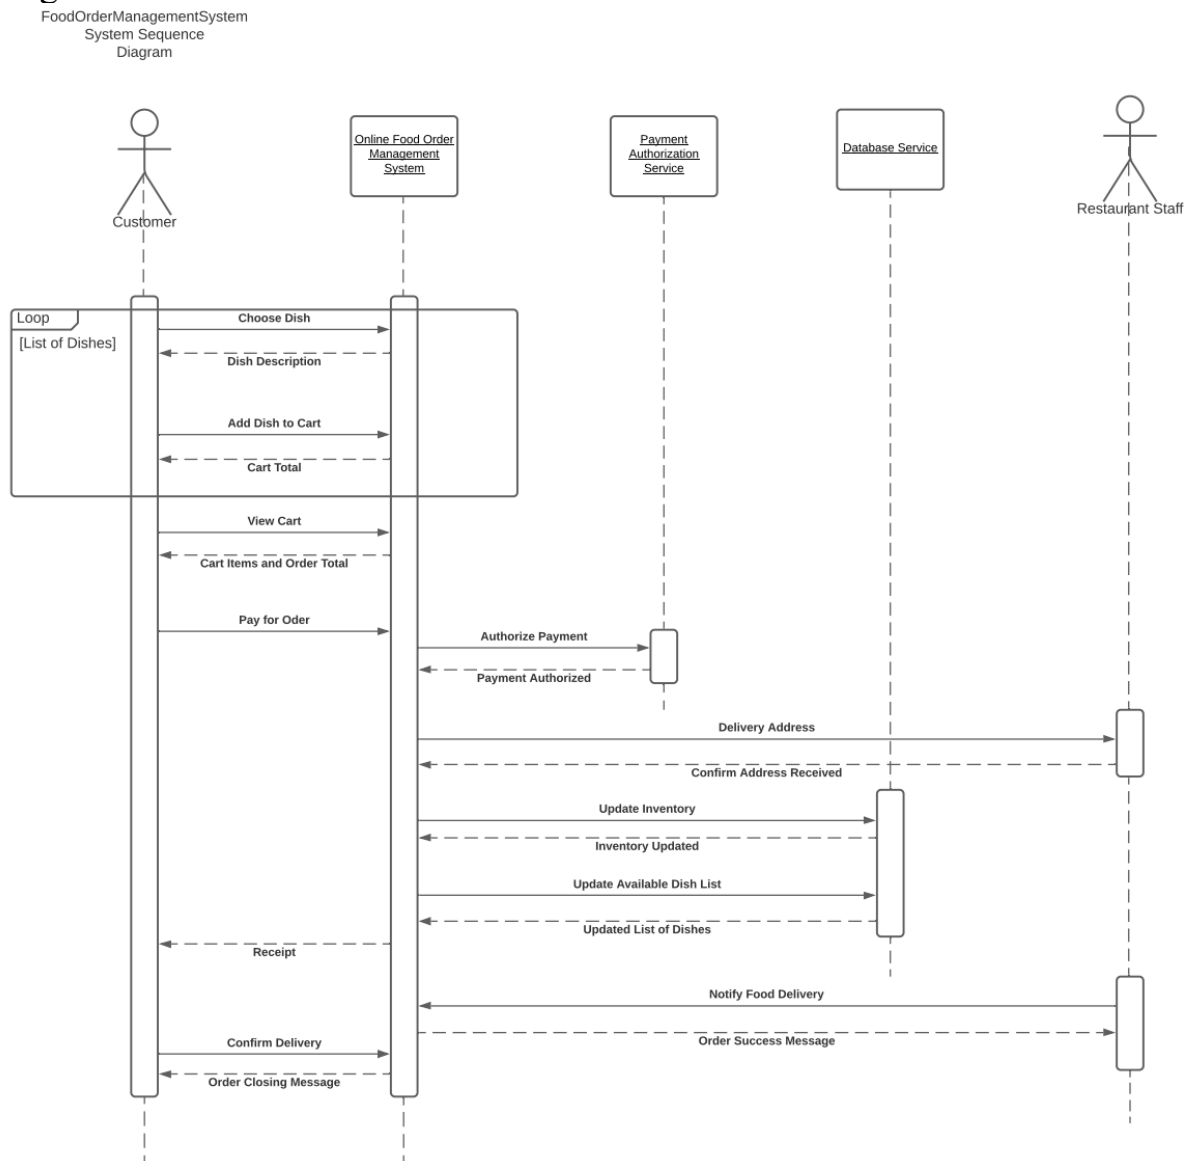 FoodOrderManagementSystem
System Sequence
Diagram
Customer
Online Food Order
Management
System
Payment
Authorization
Service
Database Service
Restaurant Staff
Loop
[List of Dishes]
Choose Dish
Dish Description
Add Dish to Cart
Cart Total
View Cart
Cart Items and Order Total
Pay for Oder
Authorize Payment
Payment Authorized
Delivery Address
Confirm Address Received
Update Inventory
Inventory Updated
Update Available Dish List
Updated List of Dishes
Receipt
Notify Food Delivery
Order Success Message
Confirm Delivery
Order Closing Message